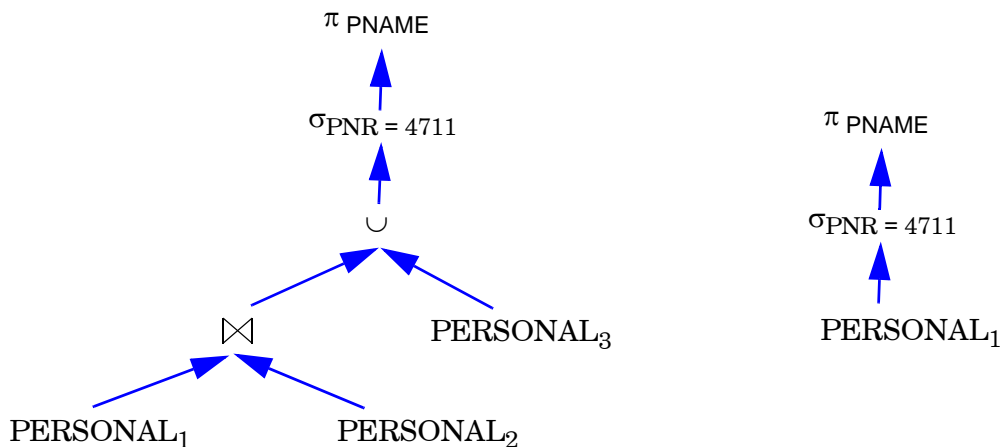 π PNAME
σPNR = 4711
∪
⋈
PERSONAL₃
PERSONAL₁
PERSONAL₂
π PNAME
σPNR = 4711
PERSONAL₁